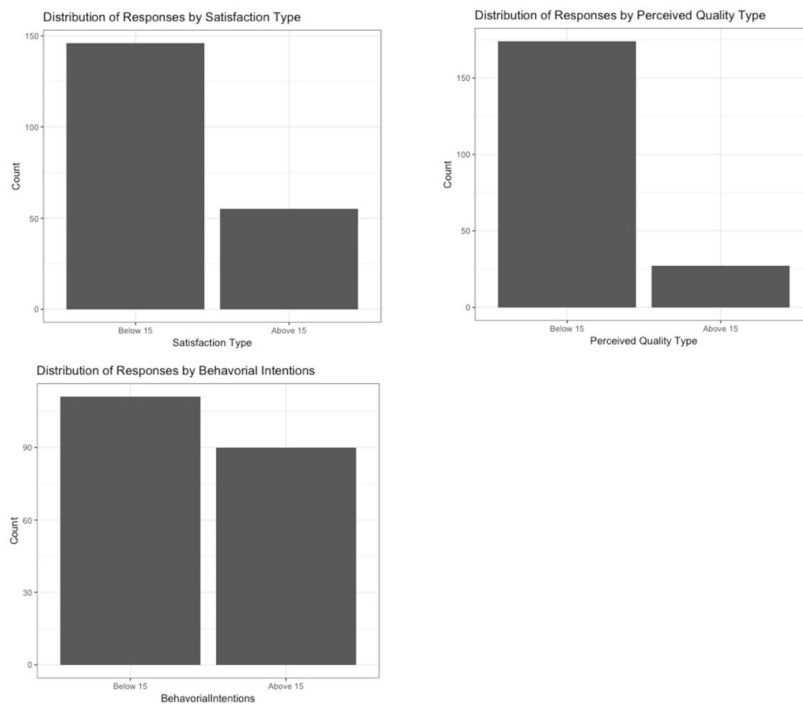 Distribution of Responses by Satisfaction Type
150
100
50
0
Count
Below 15
Above 15
Satisfaction Type
Distribution of Responses by Perceived Quality Type
150
100
50
0
Count
Below 15
Above 15
Perceived Quality Type
Distribution of Responses by Behavorial Intentions
90
60
30
0
Count
Below 15
Above 15
BehavorialIntentions